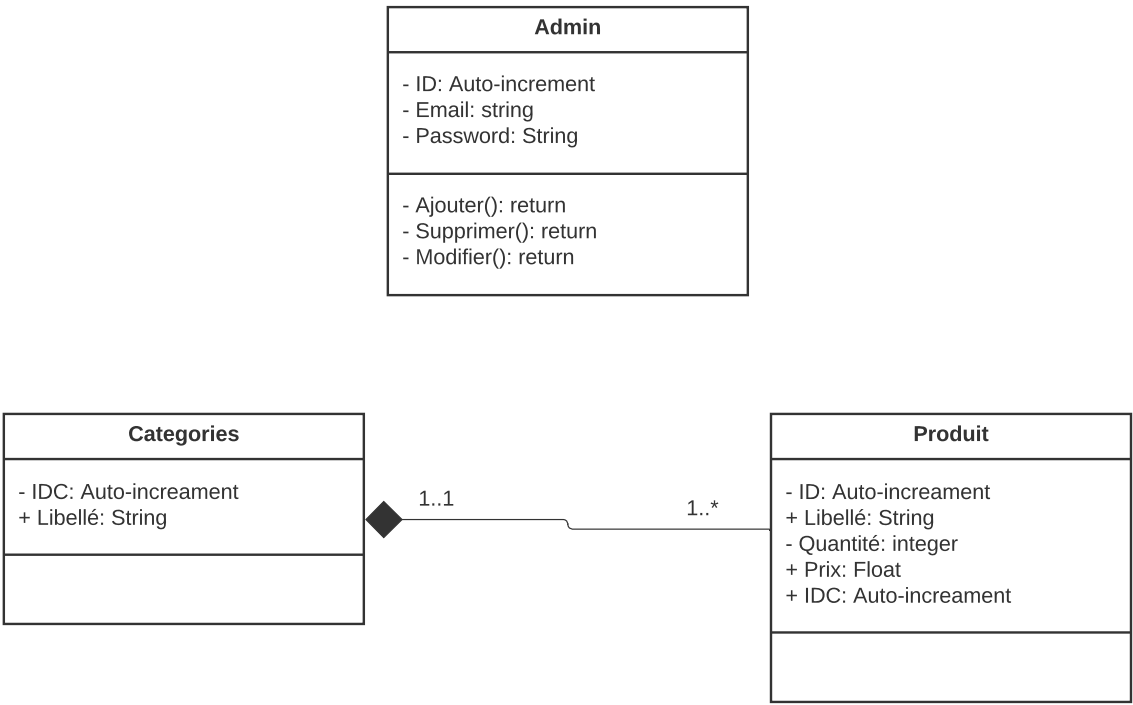 Admin
- ID: Auto-increment
- Email: string
- Password: String
- Ajouter(): return
- Supprimer(): return
- Modifier(): return
Categories
- IDC: Auto-increament
+ Libellé: String
1..1
1..*
Produit
- ID: Auto-increament
+ Libellé: String
- Quantité: integer
+ Prix: Float
+ IDC: Auto-increament